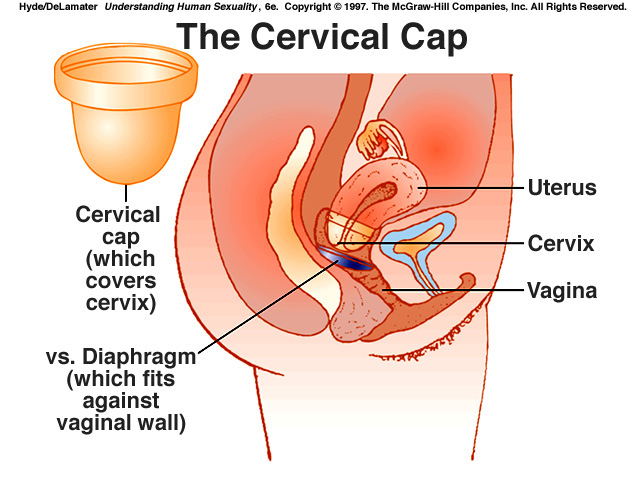 Hyde/DeLamater Understanding Human Sexuality, 6e. Copyright © 1997. The McGraw-Hill Companies, Inc. All Rights Reserved.
The Cervical Cap
Cervical
cap
(which
covers
cervix)
Uterus
Cervix
Vagina
vs. Diaphragm
(which fits
against
vaginal wall)